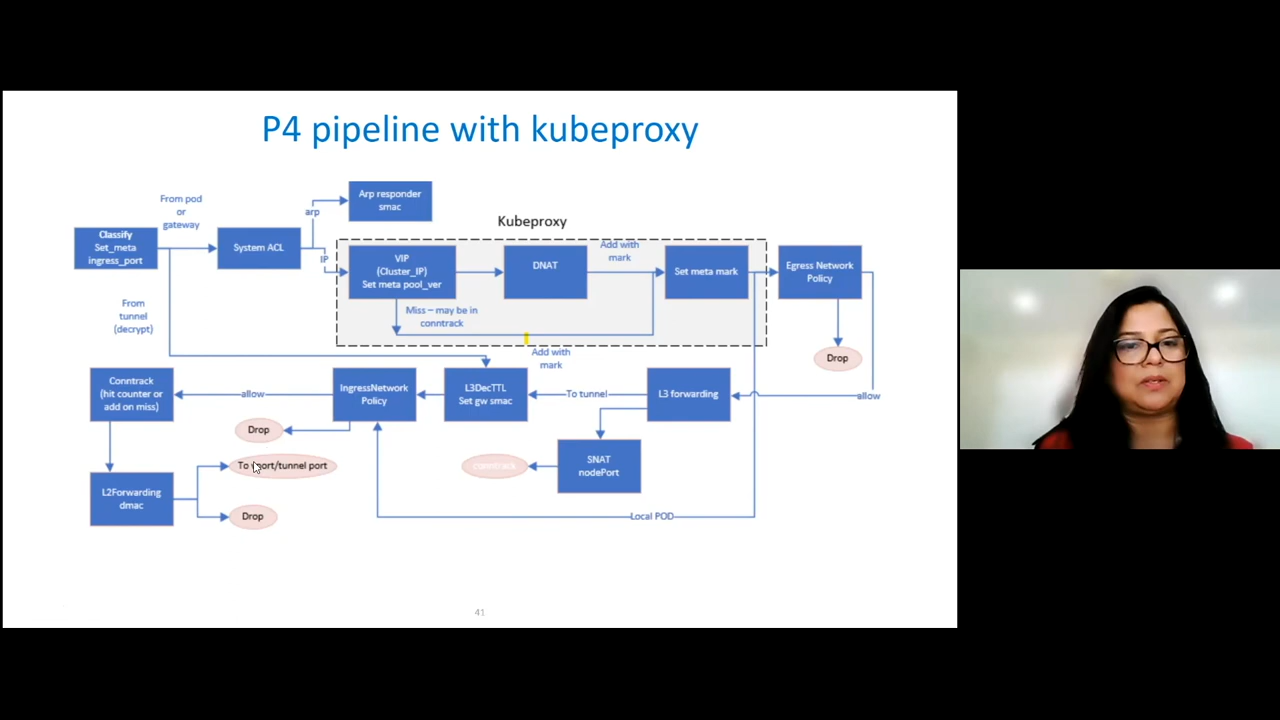 P4 pipeline with kubeproxy
From pod
or
gateway
Arp responder
smac
arp
Kubeproxy
Classify
Set_meta
ingress_port
System ACL
IP
VIP
(Cluster_IP)
Set meta pool_ver
DNAT
Add with
mark
Set meta mark
Egress Network
Policy
From
tunnel
(decrypt)
Miss – may be in
conntrack
Add with
mark
Drop
Conntrack
(hit counter or
add on miss)
allow
IngressNetwork
Policy
L3DecTTL
Set gw smac
To tunnel
L3 forwarding
allow
Drop
To port/tunnel port
conntrack
SNAT
nodePort
L2Forwarding
dmac
Drop
Local POD
41